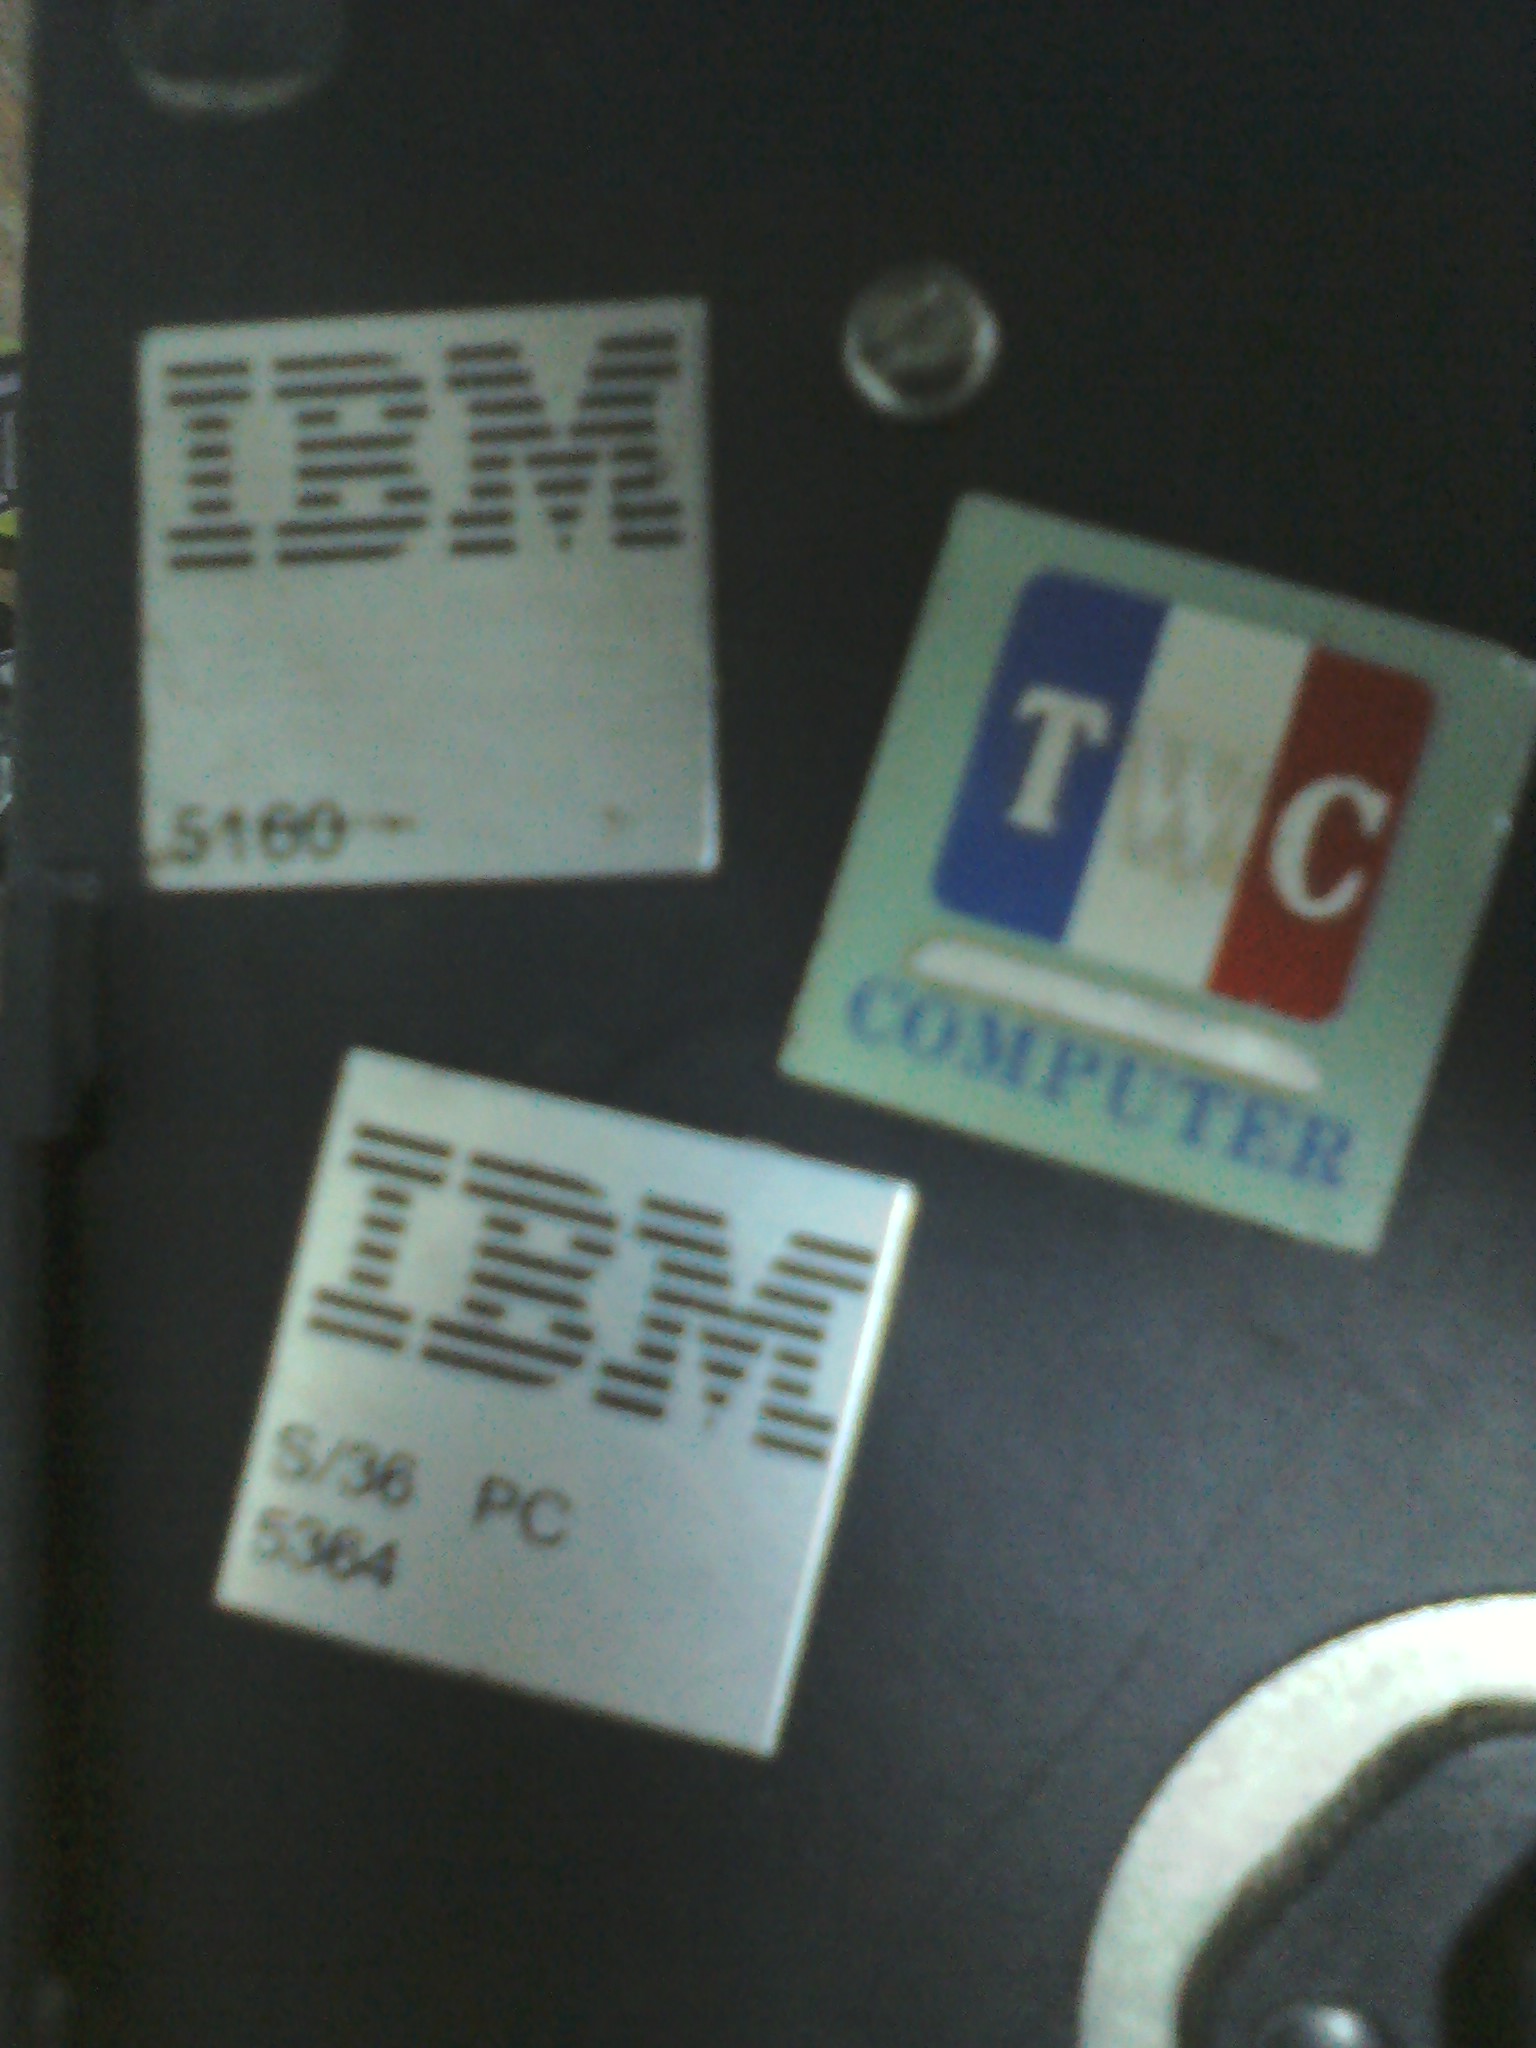 IBM
5160
TWC
COMPUTER
IBM
S/36 PC
5364